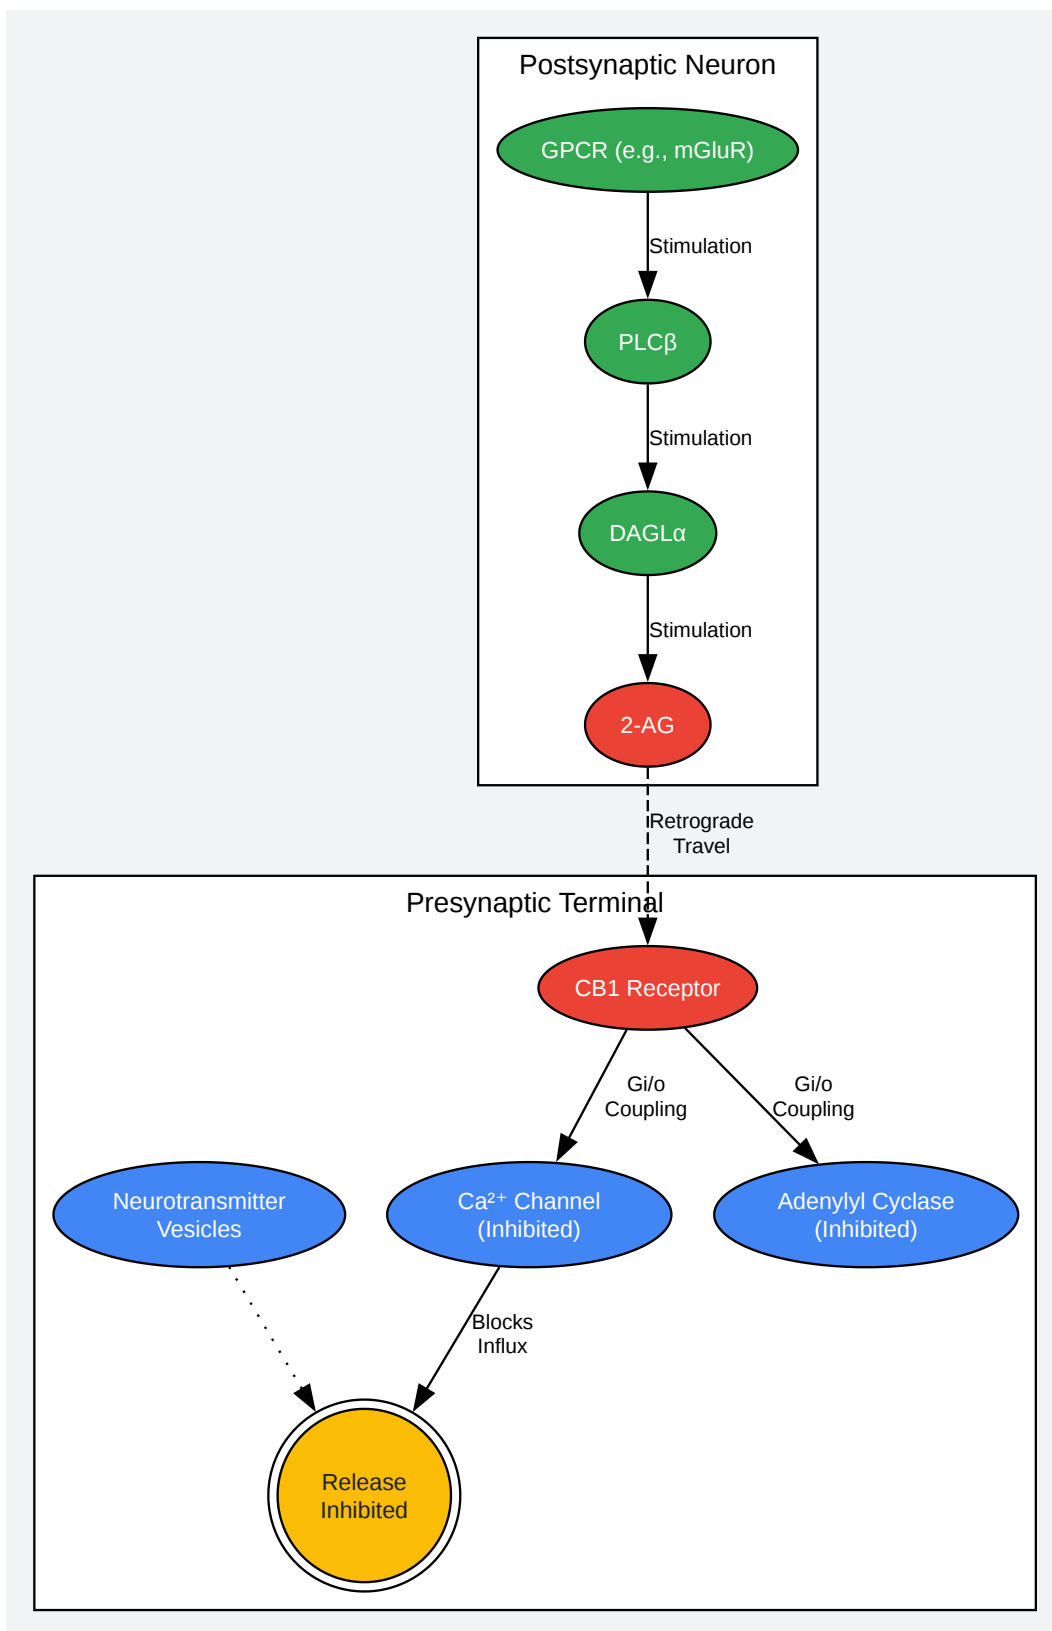 Postsynaptic Neuron
GPCR (e.g., mGluR)
Stimulation
PLCβ
Stimulation
DAGLα
Stimulation
2-AG
Retrograde
Travel
Presynaptic Terminal
CB1 Receptor
Gi/o
Coupling
Gi/o
Coupling
Neurotransmitter
Vesicles
Ca²⁺ Channel
(Inhibited)
Adenylyl Cyclase
(Inhibited)
Blocks
Influx
Release
Inhibited